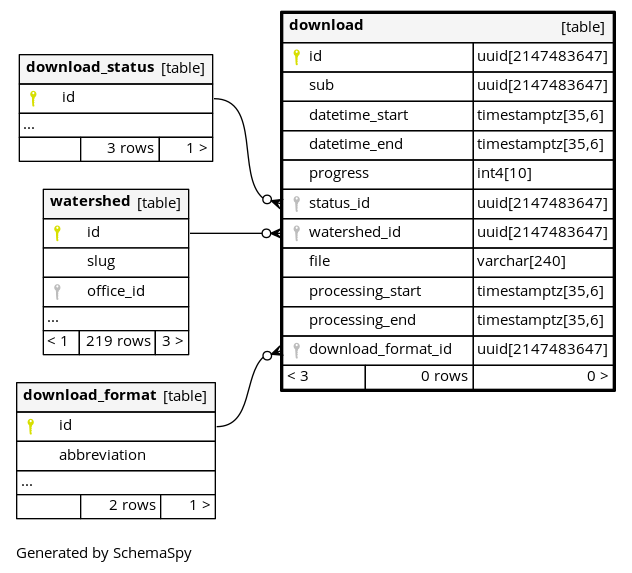 download_status [table]
id
...
3 rows 1 >
watershed [table]
id
slug
office_id
...
< 1 219 rows 3 >
download_format [table]
id
abbreviation
...
2 rows 1 >
download [table]
id uuid[2147483647]
sub uuid[2147483647]
datetime_start timestamptz[35,6]
datetime_end timestamptz[35,6]
progress int4[10]
status_id uuid[2147483647]
watershed_id uuid[2147483647]
file varchar[240]
processing_start timestamptz[35,6]
processing_end timestamptz[35,6]
download_format_id uuid[2147483647]
< 3 0 rows 0 >
Generated by SchemaSpy